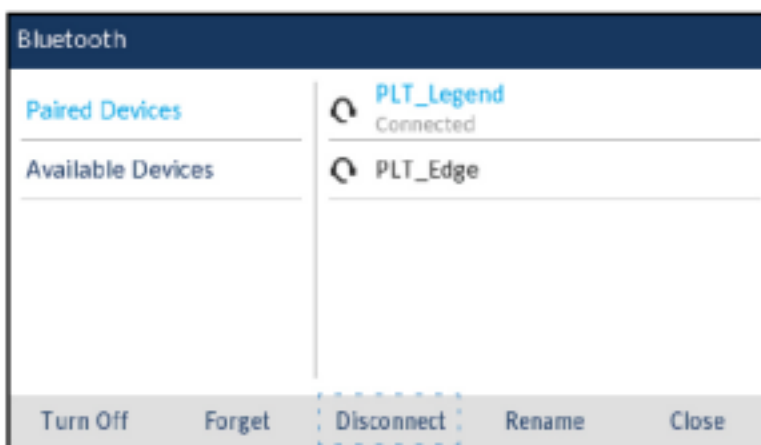 Bluetooth
Paired Devices
Available Devices
PLT_Legend
Connected
PLT_Edge
Turn Off Forget Disconnect Rename Close